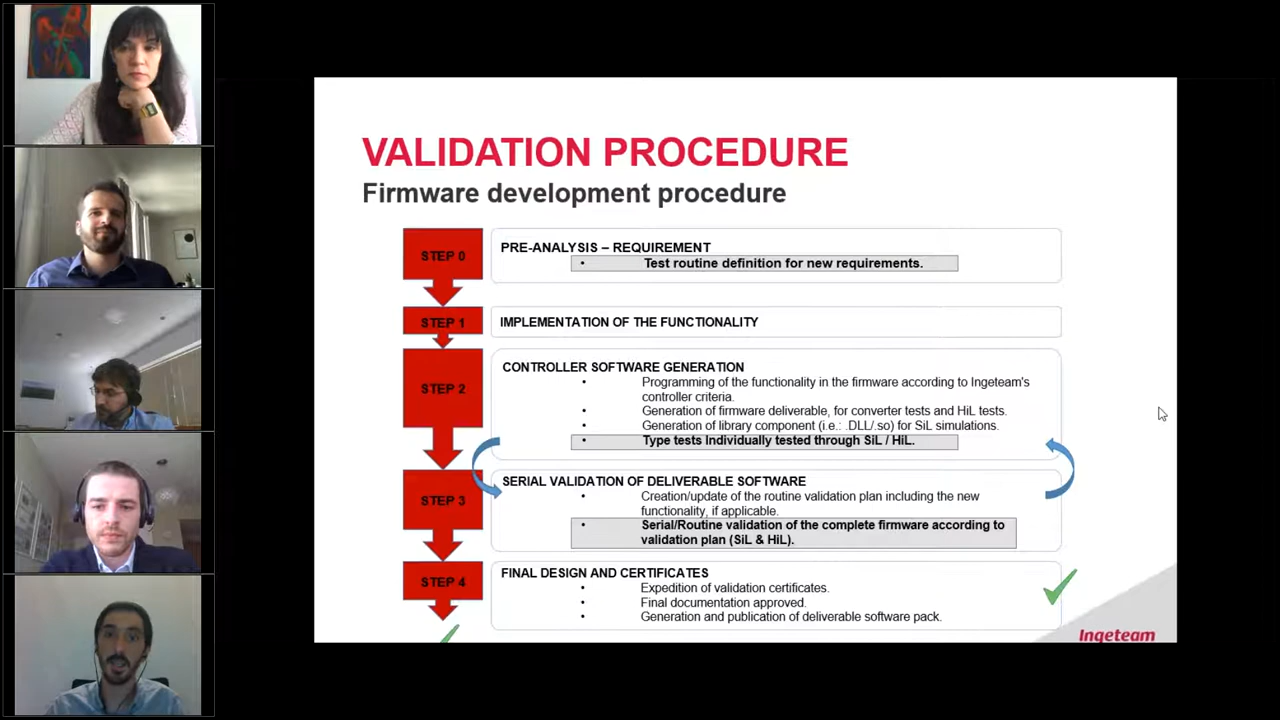 VALIDATION PROCEDURE
Firmware development procedure
STEP 0
PRE-ANALYSIS – REQUIREMENT
• Test routine definition for new requirements.
STEP 1
IMPLEMENTATION OF THE FUNCTIONALITY
STEP 2
CONTROLLER SOFTWARE GENERATION
• Programming of the functionality in the firmware according to Ingeteam's
controller criteria.
• Generation of firmware deliverable, for converter tests and HiL tests.
• Generation of library component (i.e.: .DLL/.so) for SiL simulations.
• Type tests Individually tested through SiL / HiL.
STEP 3
SERIAL VALIDATION OF DELIVERABLE SOFTWARE
• Creation/update of the routine validation plan including the new
functionality, if applicable.
• Serial/Routine validation of the complete firmware according to
validation plan (SiL & HiL).
STEP 4
FINAL DESIGN AND CERTIFICATES
• Expedition of validation certificates.
• Final documentation approved.
• Generation and publication of deliverable software pack.
Ingeteam